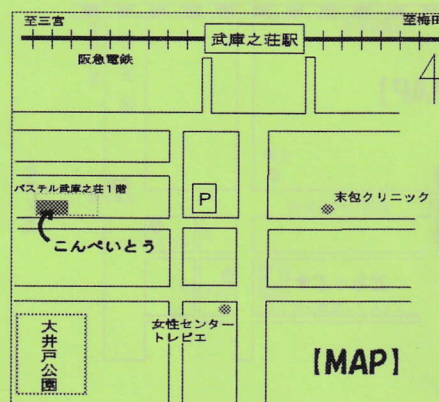 至三宮
至梅田
武庫之荘駅
阪急電鉄
パステル武庫之荘1階
P
末包クリニック
こんぺいとう
女性センター
トレピエ
大井戸公園
【MAP】